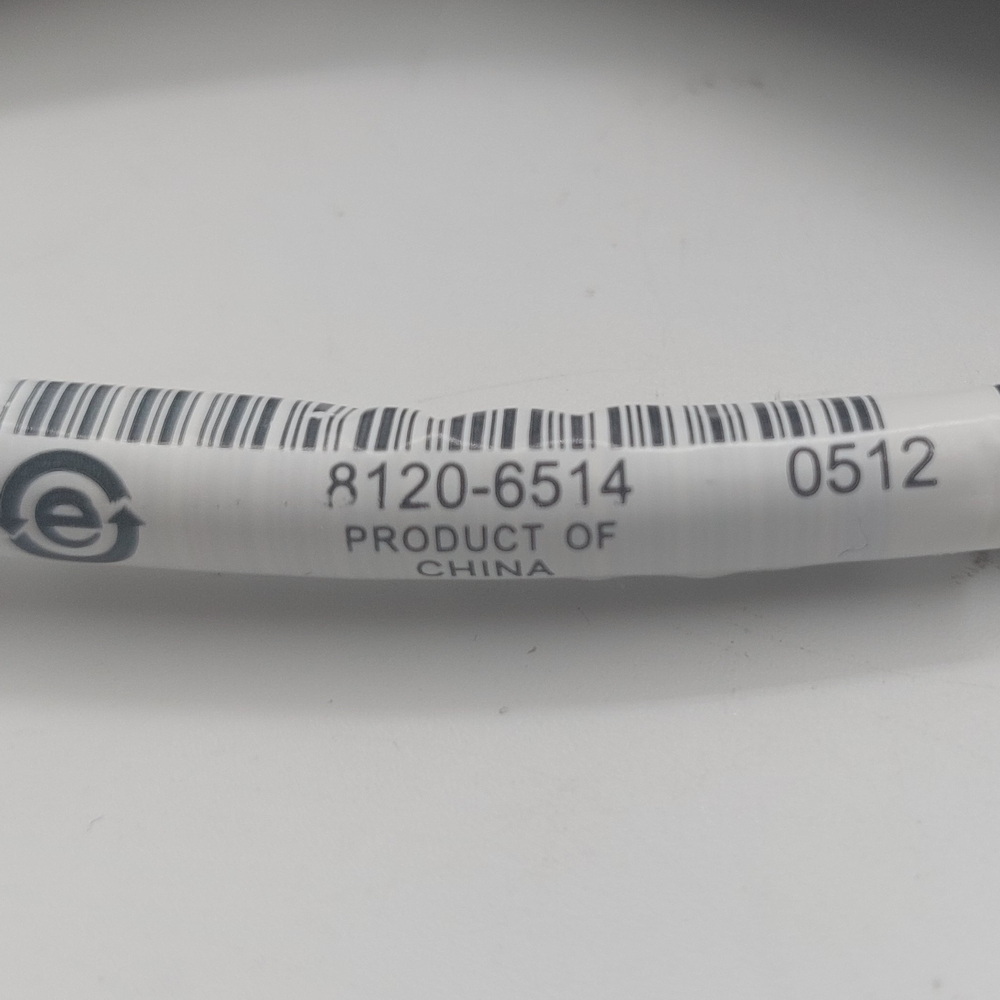 8120-6514 0512
PRODUCT OF
CHINA
e